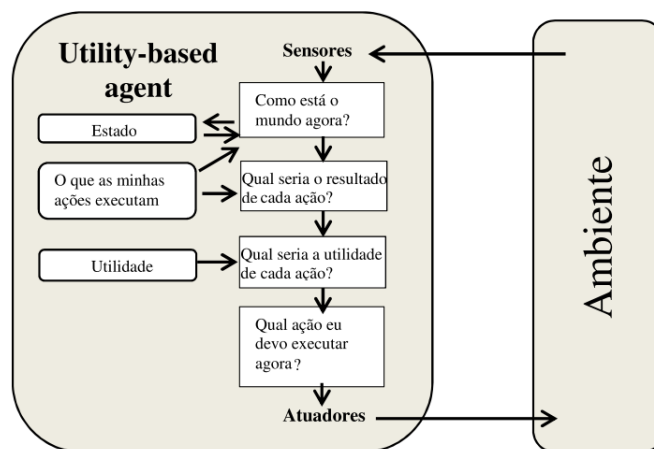 Utility-based
agent
Sensores
Como está o
mundo agora?
Estado
O que as minhas
ações executam
Qual seria o resultado
de cada ação?
Utilidade
Qual seria a utilidade
de cada ação?
Qual ação eu
devo executar
agora?
Atuadores
Ambiente